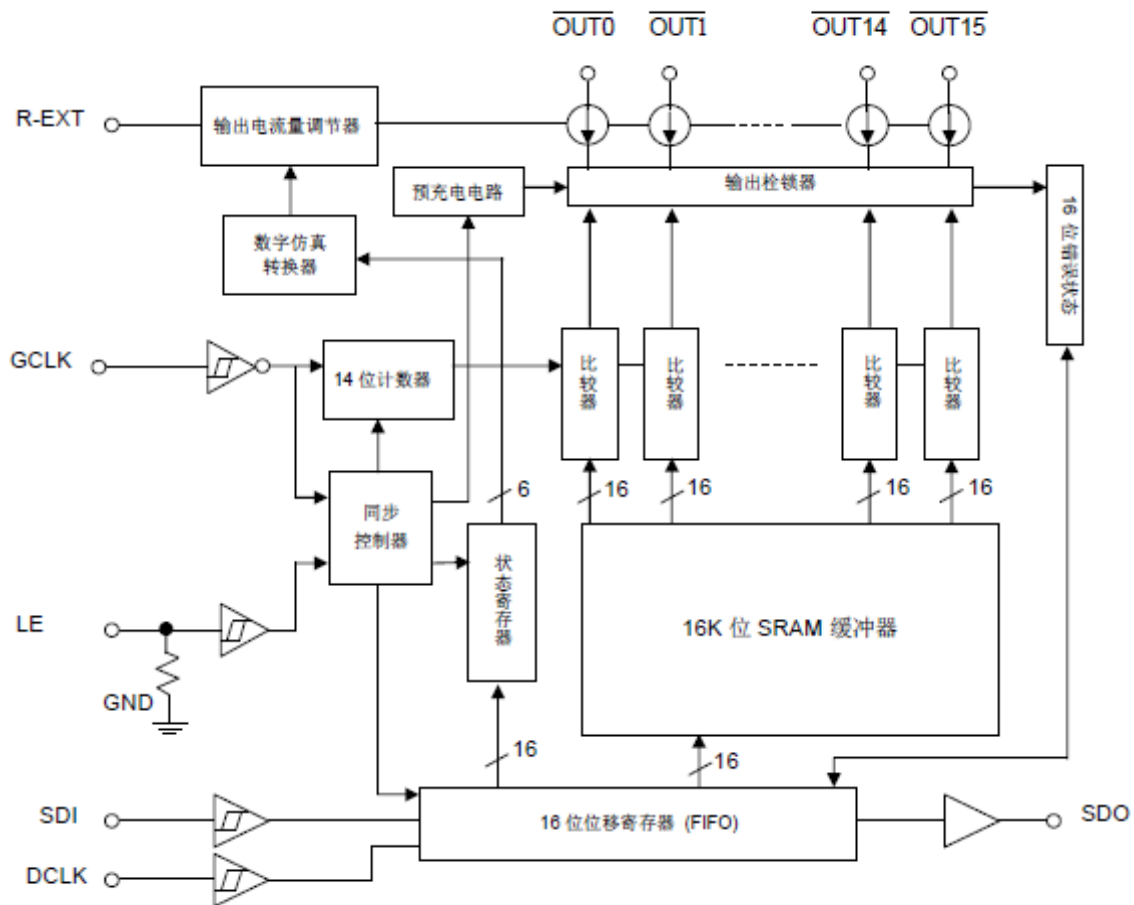 OUT0 OUT1 OUT14 OUT15
R-EXT
输出电流量调节器
预充电电路
输出栓锁器
16 位错误状态
数字仿真
转换器
GCLK
14 位计数器
比较器
比较器
比较器
比较器
6
16
16
16
16
同步
控制器
状态寄存器
LE
16K 位 SRAM 缓冲器
GND
16
16
SDI
16 位位移寄存器 (FIFO)
SDO
DCLK